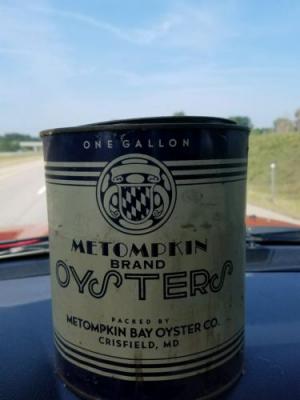 ONE GALLON
METOMPKIN
BRAND
OYSTERS
PACKED BY
METOMPKIN BAY OYSTER CO.
CRISFIELD, MD